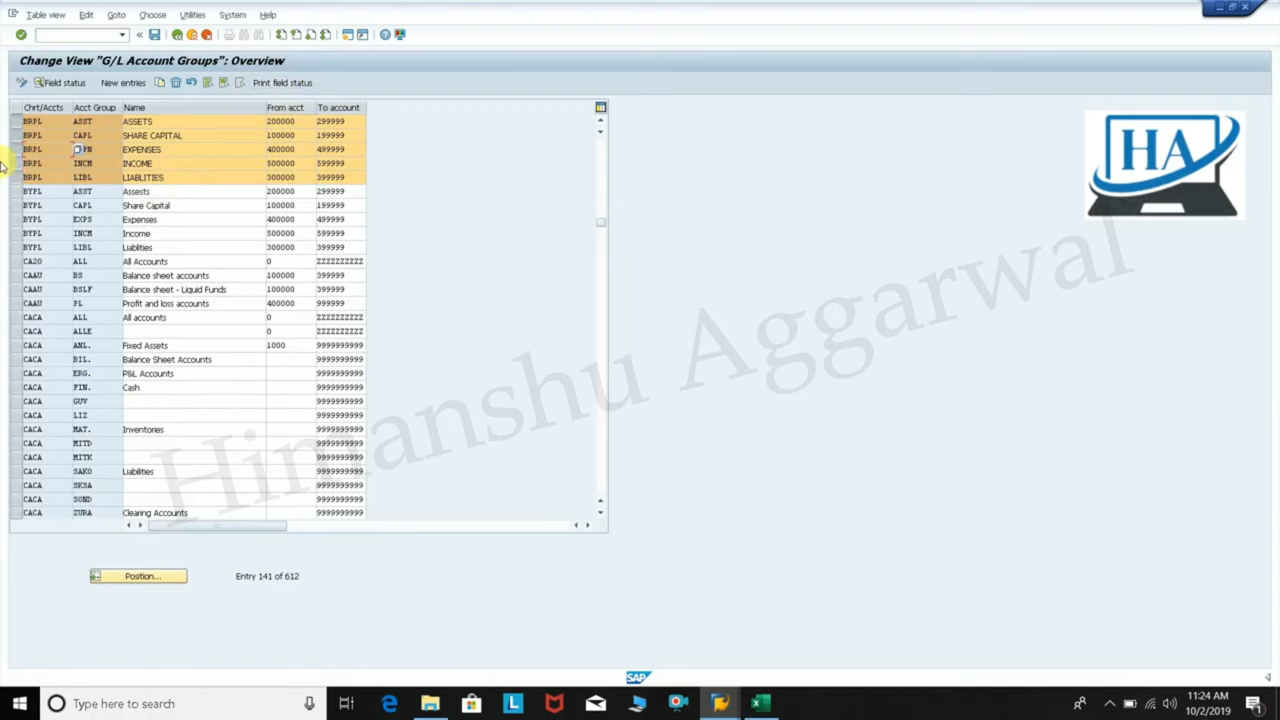 Table view Edit Goto Choose Utilities System Help
Change View "G/L Account Groups": Overview
Field status New entries Print field status
Chrt/Accts Acct Group Name From acct To account
BRPL ASST ASSETS 200000 299999
BRPL CAPL SHARE CAPITAL 100000 199999
BRPL EXPENSES 400000 499999
BRPL INCM INCOME 500000 599999
BRPL LIBL LIABLITIES 300000 399999
BYPL ASST Assests 200000 299999
BYPL CAPL Share Capital 100000 199999
BYPL EXPS Expenses 400000 499999
BYPL INCM Income 500000 599999
BYPL LIBL Liablities 300000 399999
CA20 ALL All Accounts 0 ZZZZZZZZZZ
CAAU BS Balance sheet accounts 100000 399999
CAAU BSLF Balance sheet - Liquid Funds 100000 399999
CAAU PL Profit and loss accounts 400000 999999
CACA ALL All accounts 0 ZZZZZZZZZZ
CACA ALLE 0 ZZZZZZZZZZ
CACA ANL. Fixed Assets 1000 9999999999
CACA BIL. Balance Sheet Accounts 9999999999
CACA ERG. P&L Accounts 9999999999
CACA FIN. Cash 9999999999
CACA GUV 9999999999
CACA LIZ 9999999999
CACA MAT. Inventories 9999999999
CACA MITD 9999999999
CACA MITK 9999999999
CACA SAKO Liabilities 9999999999
CACA SKSA 9999999999
CACA SOND 9999999999
CACA ZURA Clearing Accounts 9999999999
Position... Entry 141 of 612
HA
Himanshu Aggarwal
SAP
Type here to search
L
11:24 AM
10/2/2019
1